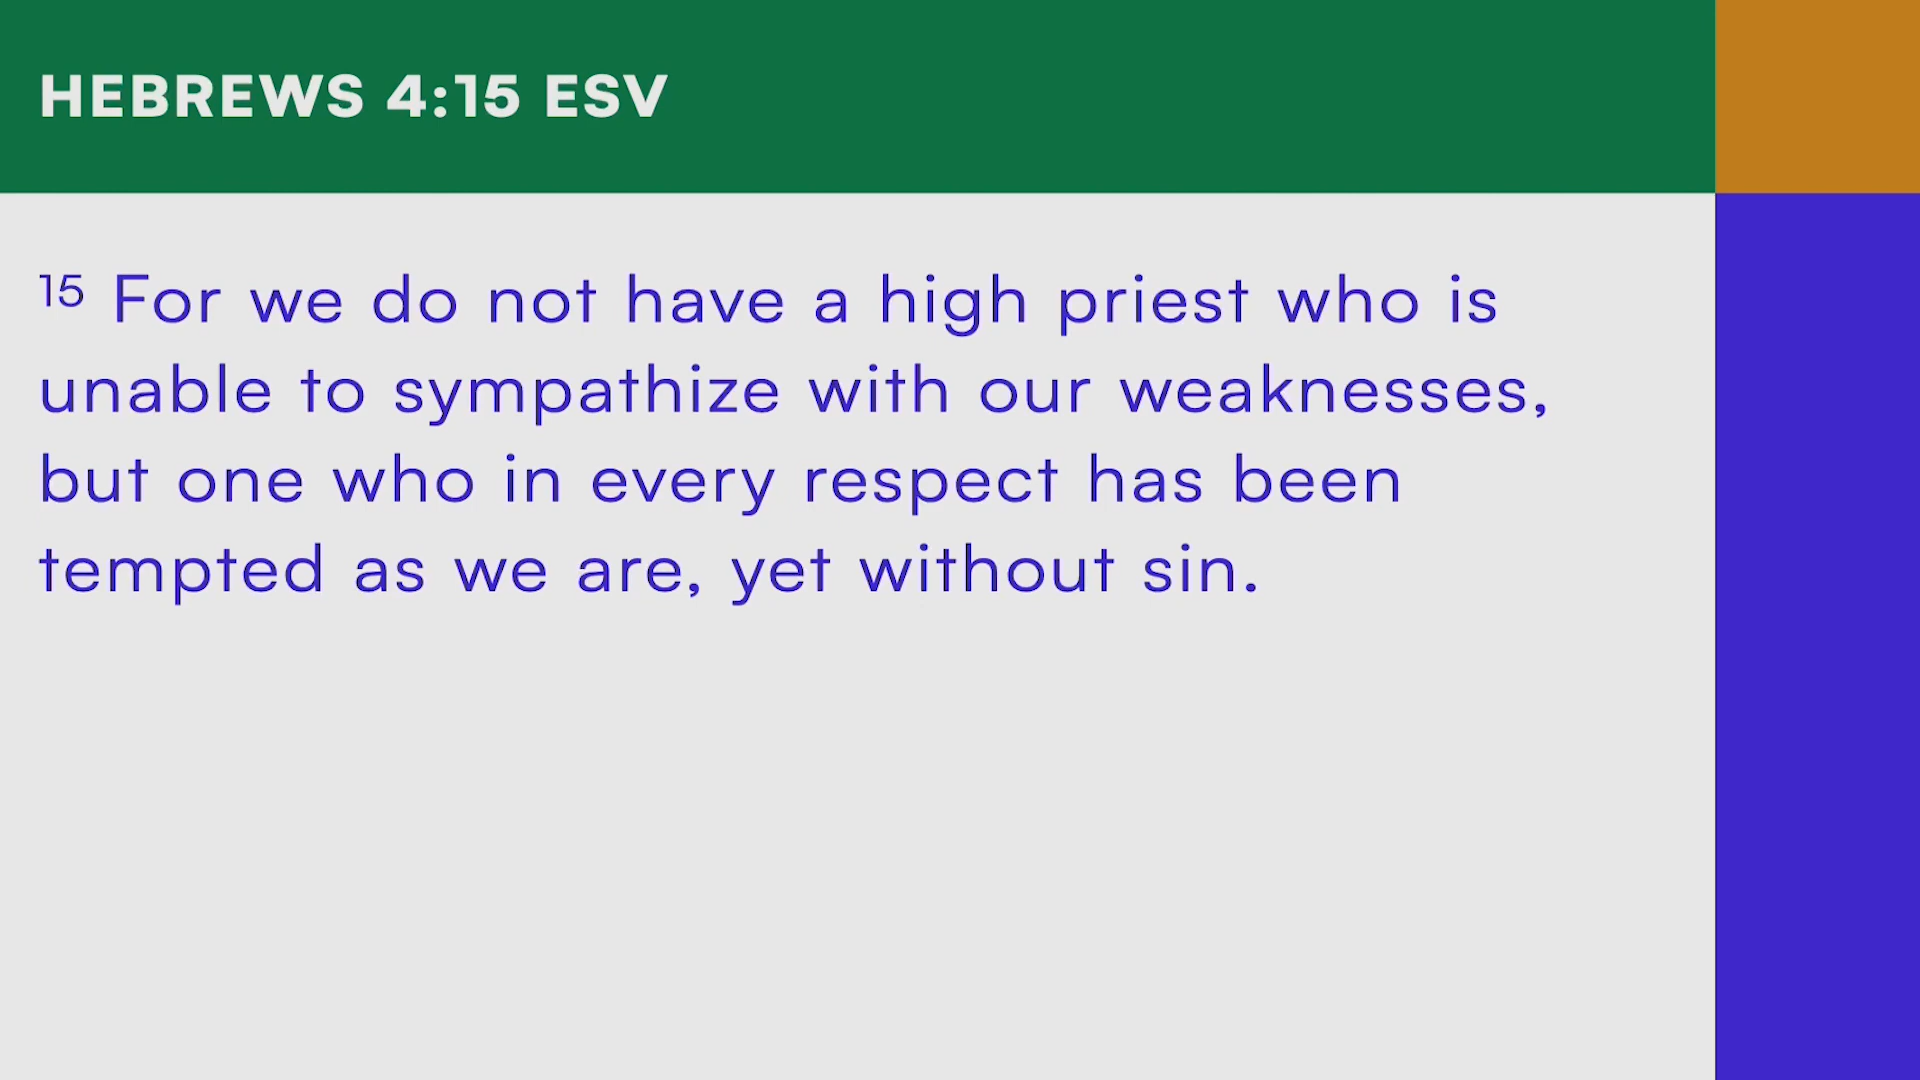 HEBREWS 4:15 ESV
15 For we do not have a high priest who is
unable to sympathize with our weaknesses,
but one who in every respect has been
tempted as we are, yet without sin.